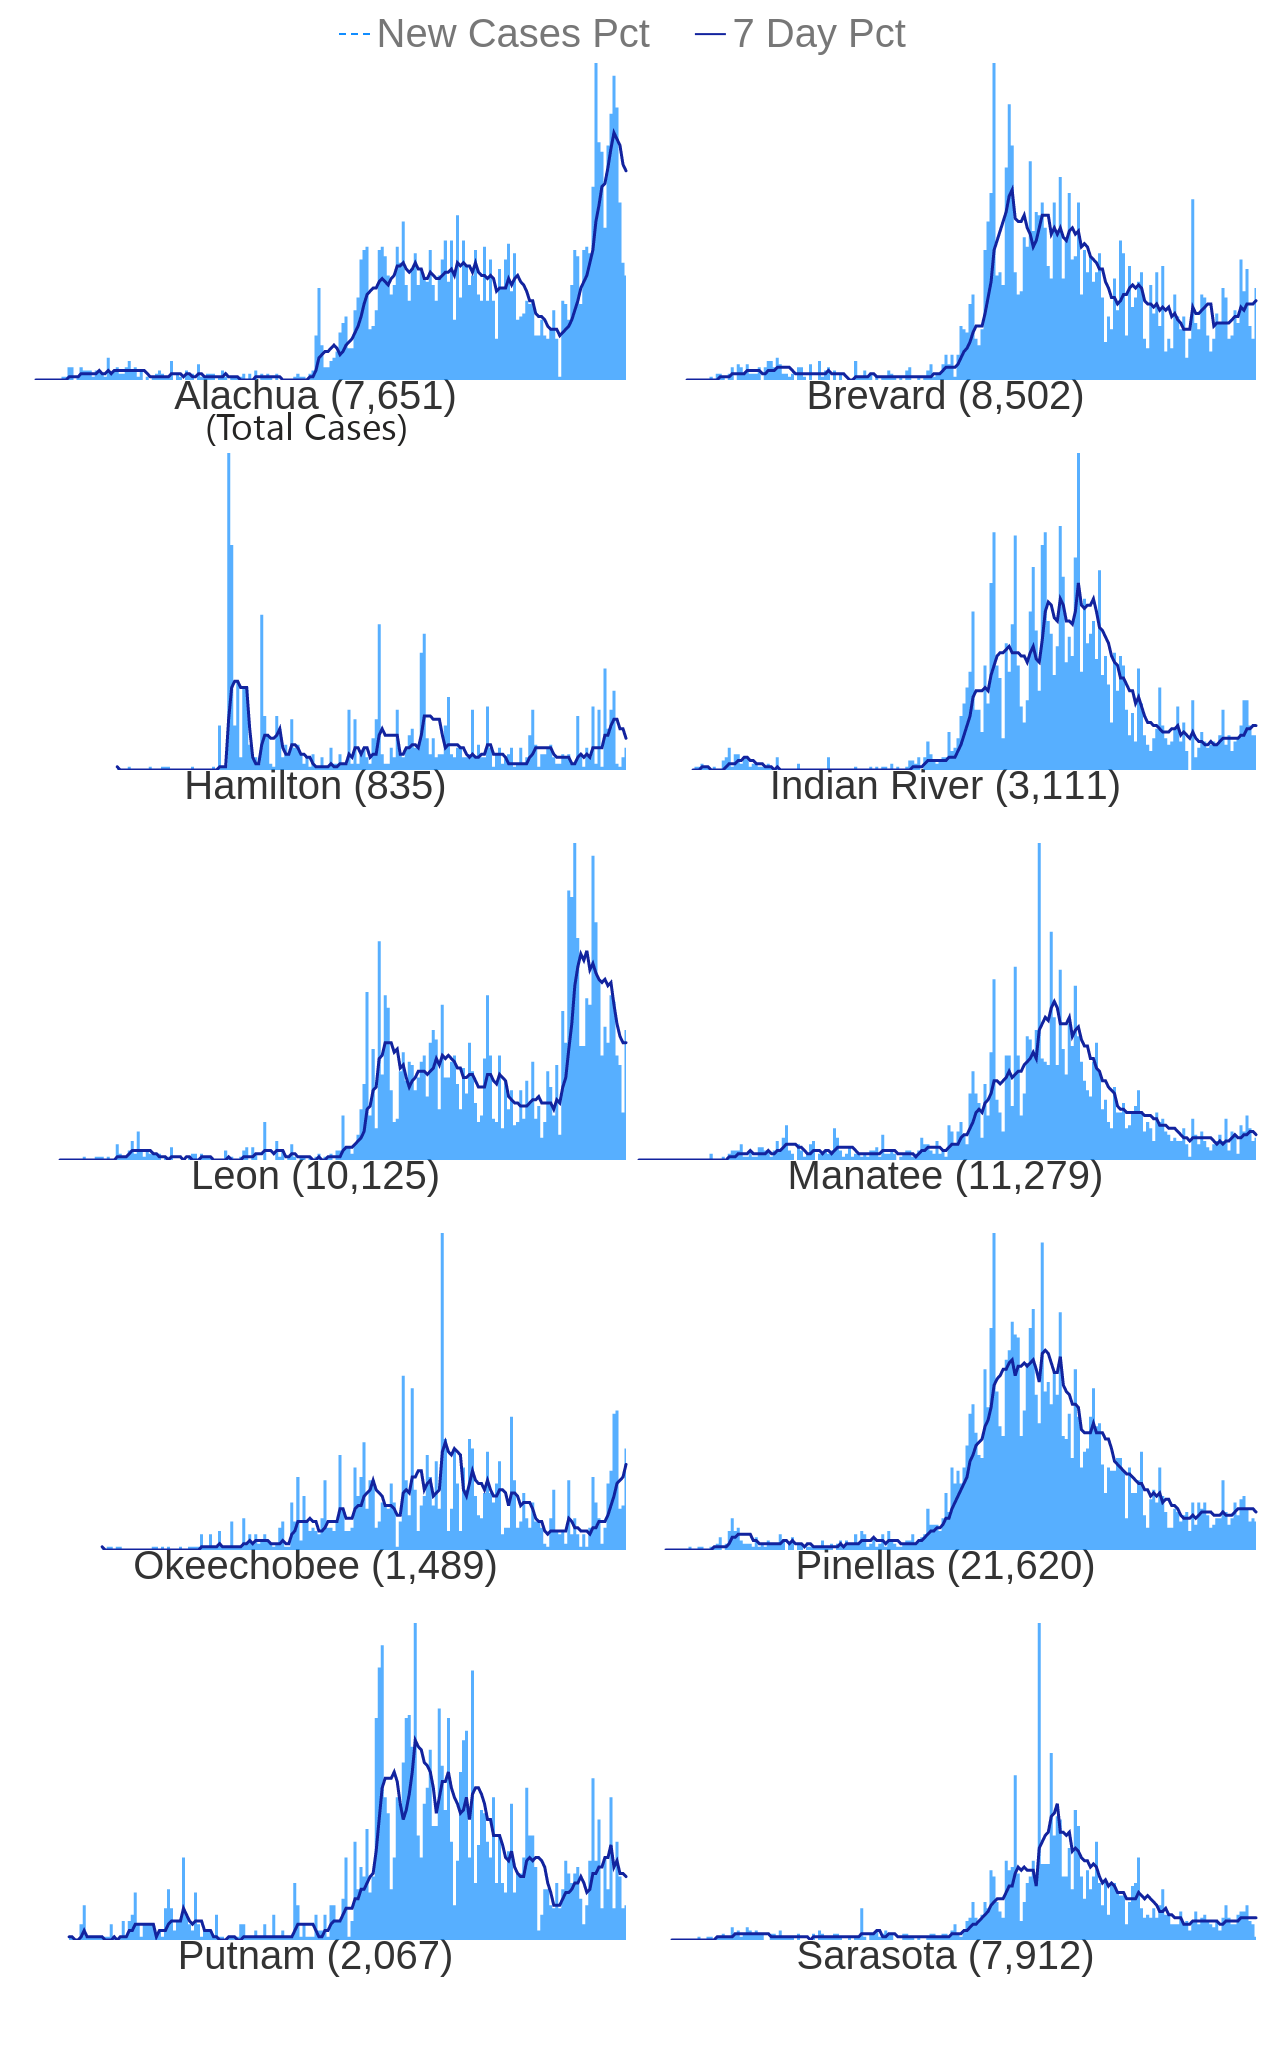 New Cases Pct 7 Day Pct
Alachua (7,651) Brevard (8,502)
(Total Cases)
Hamilton (835) Indian River (3,111)
Leon (10,125) Manatee (11,279)
Okeechobee (1,489) Pinellas (21,620)
Putnam (2,067) Sarasota (7,912)